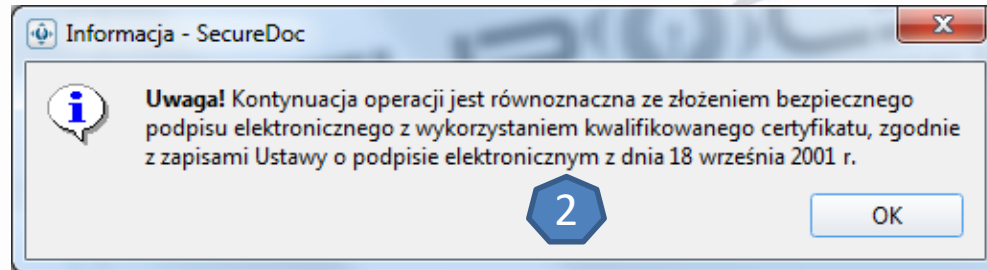 Informacja - SecureDoc
Uwaga! Kontynuacja operacji jest równoznaczna ze złożeniem bezpiecznego
podpisu elektronicznego z wykorzystaniem kwalifikowanego certyfikatu, zgodnie
z zapisami Ustawy o podpisie elektronicznym z dnia 18 września 2001 r.
2
OK